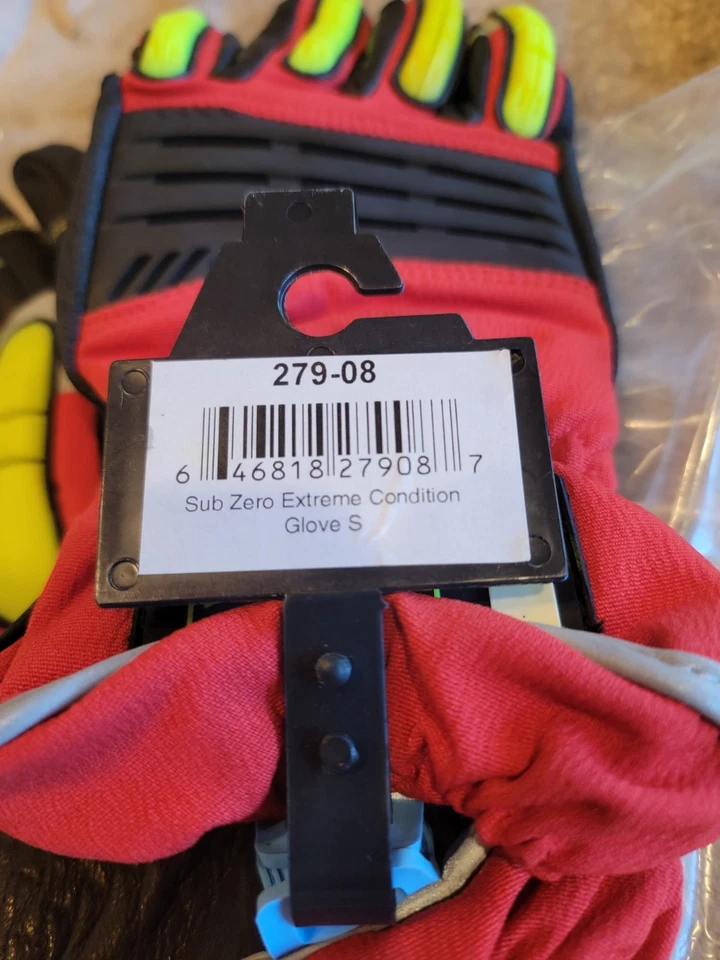 279-08
6 46818 27908 7
Sub Zero Extreme Condition
Glove S